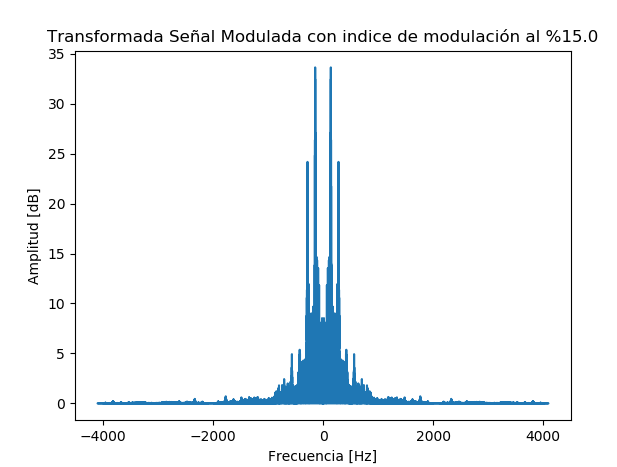 Transformada Señal Modulada con indice de modulación al %15.0
35
30
25
20
15
10
5
0
Amplitud [dB]
−4000 −2000 0 2000 4000
Frecuencia [Hz]